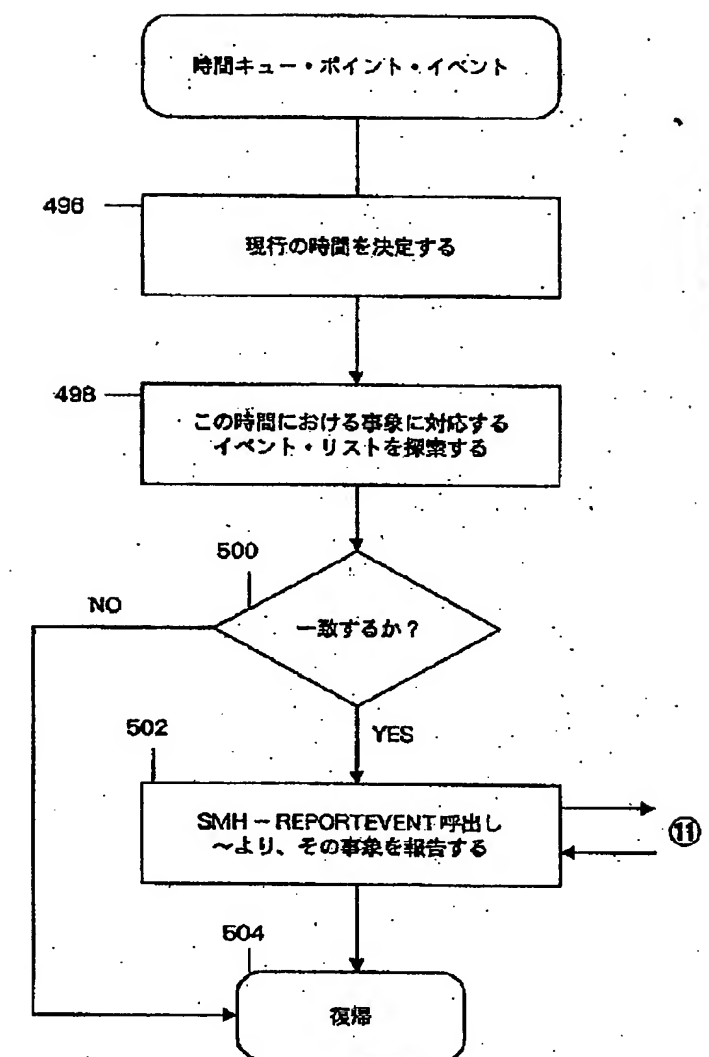 時間キュー・ポイント・イベント
496
現行の時間を決定する
498
この時間における事象に対応する
イベント・リストを探索する
500
NO
一致するか？
YES
502
SMH－REPORTEVENT呼出し
～より、その事象を報告する
⑪
504
復帰